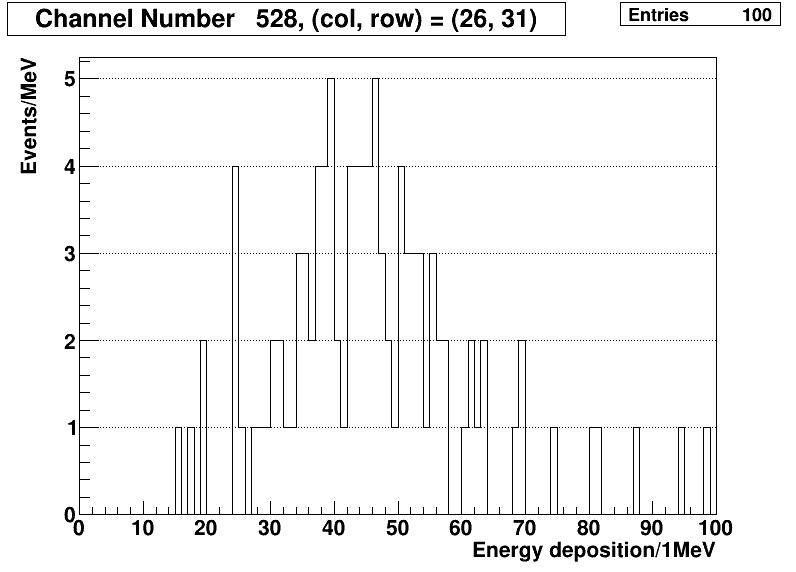 Channel Number 528, (col, row) = (26, 31)
Entries 100
Events/MeV
5
4
3
2
1
0
0 10 20 30 40 50 60 70 80 90 100
Energy deposition/1MeV